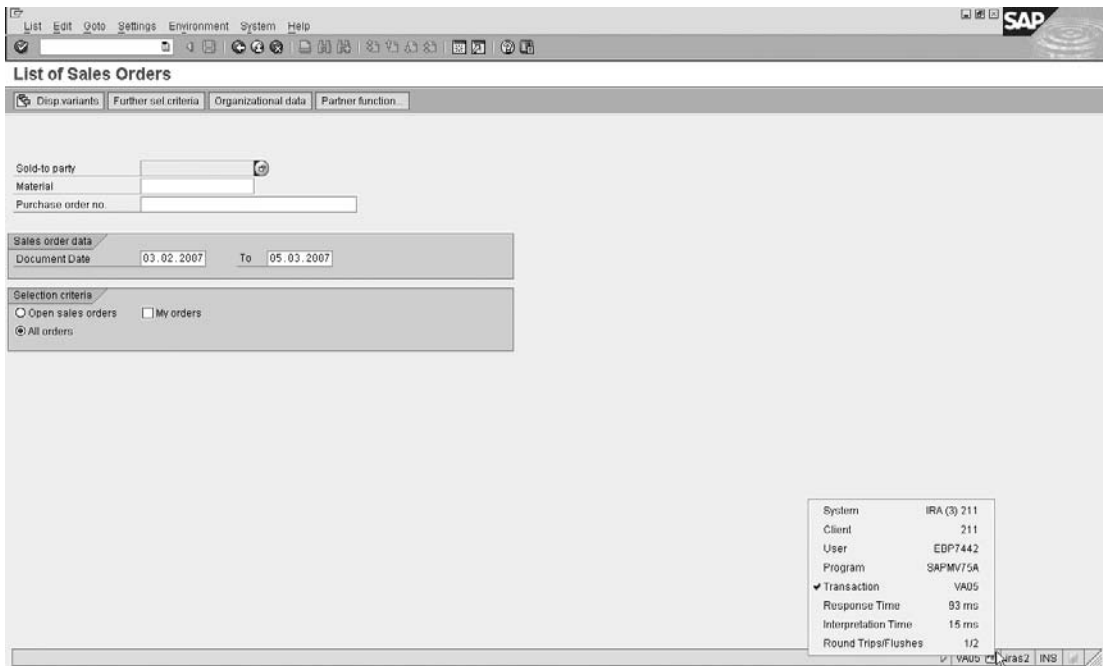 List Edit Goto Settings Environment System Help
SAP
List of Sales Orders
Disp.variants Further sel.criteria Organizational data Partner function...
Sold-to party
Material
Purchase order no.
Sales order data
Document Date 03.02.2007 To 05.03.2007
Selection criteria
Open sales orders My orders
All orders
System IRA (3) 211
Client 211
User EBP7442
Program SAPMV75A
Transaction VA05
Response Time 93 ms
Interpretation Time 15 ms
Round Trips/Flushes 1/2
VA05 iras2 INS